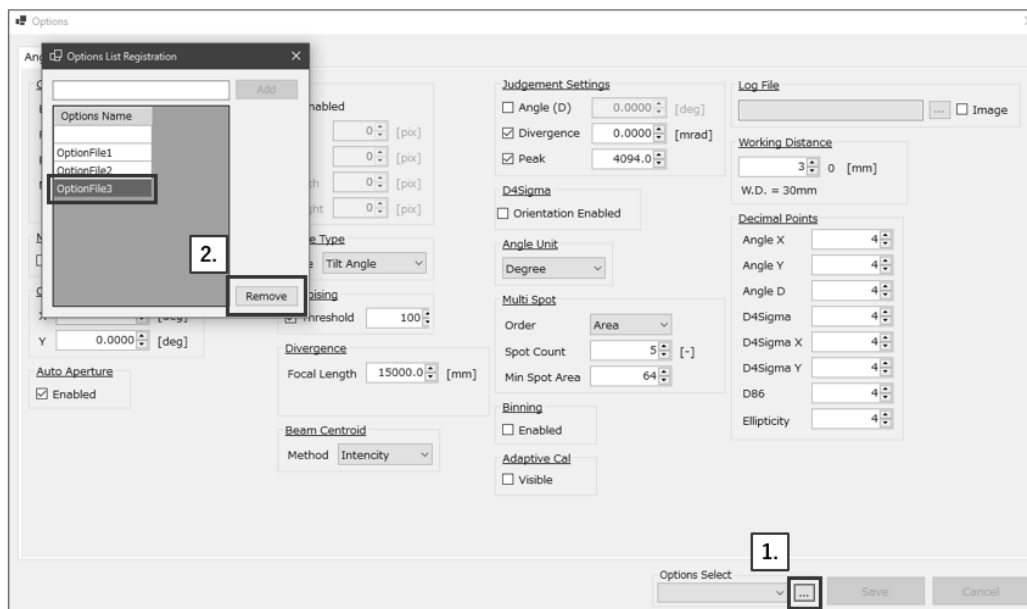 Options
Options List Registration
Add
Options Name
OptionFile1
OptionFile2
OptionFile3
2.
Remove
Enabled
0 [pix]
0 [pix]
0 [pix]
0 [pix]
Type
Tilt Angle
Threshold 100
X [deg]
Y 0.0000 [deg]
Auto Aperture
Enabled
Divergence
Focal Length 15000.0 [mm]
Beam Centroid
Method Intencity
Judgement Settings
Angle (D) 0.0000 [deg]
Divergence 0.0000 [mrad]
Peak 4094.0
D4Sigma
Orientation Enabled
Angle Unit
Degree
Multi Spot
Order Area
Spot Count 5 [-]
Min Spot Area 64
Binning
Enabled
Adaptive Cal
Visible
Log File
... Image
Working Distance
3 0 [mm]
W.D. = 30mm
Decimal Points
Angle X 4
Angle Y 4
Angle D 4
D4Sigma 4
D4Sigma X 4
D4Sigma Y 4
D86 4
Ellipticity 4
1.
Options Select
... Save Cancel